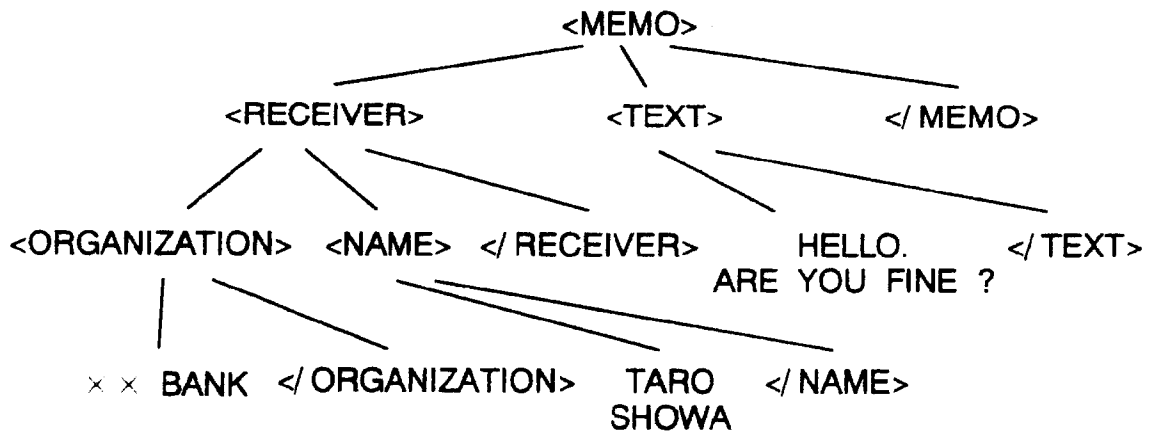 <MEMO>
<RECEIVER> <TEXT> </ MEMO>
<ORGANIZATION> <NAME> </ RECEIVER> HELLO. </ TEXT>
ARE YOU FINE ?
× × BANK </ ORGANIZATION> TARO </ NAME>
SHOWA